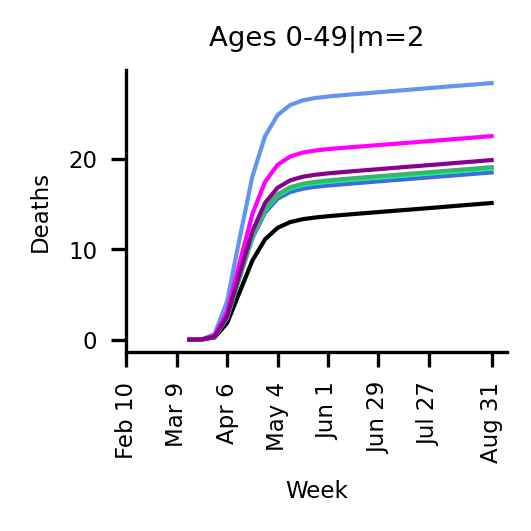 Ages 0-49|m=2
Deaths
20
10
0
Feb 10
Mar 9
Apr 6
May 4
Jun 1
Jun 29
Jul 27
Aug 31
Week